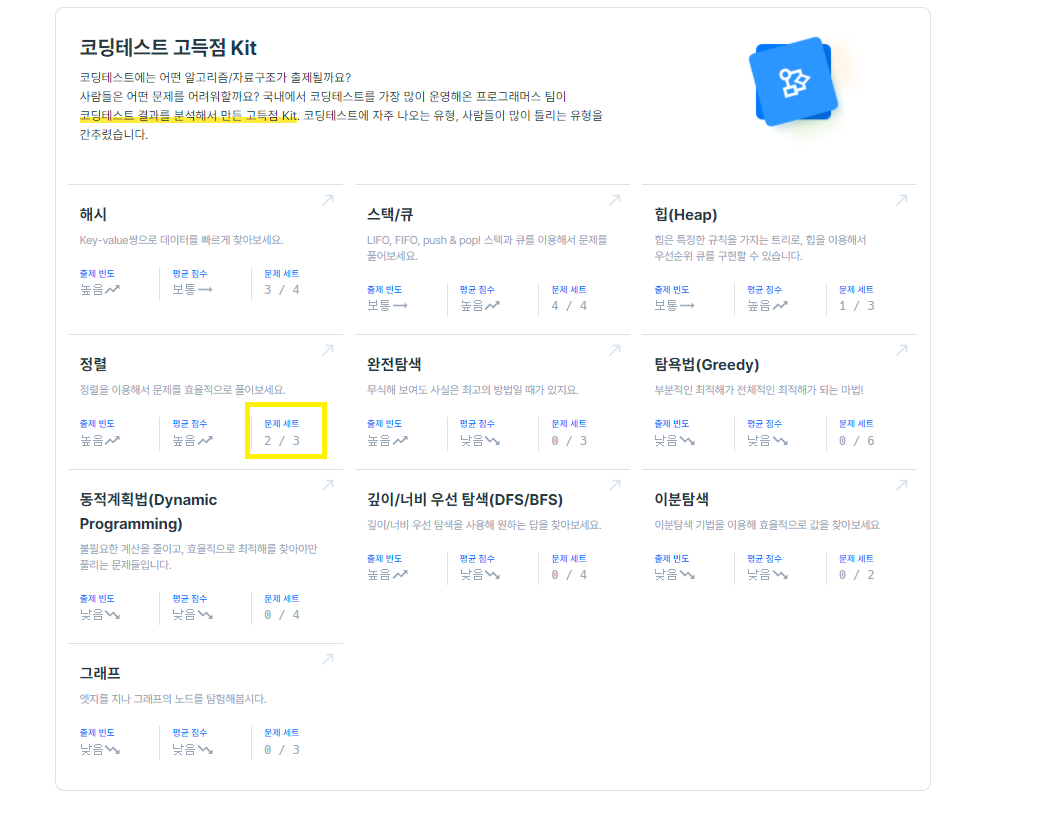 코딩테스트 고득점 Kit
코딩테스트에는 어떤 알고리즘/자료구조가 출제될까요?
사람들은 어떤 문제를 어려워할까요? 국내에서 코딩테스트를 가장 많이 운영해온 프로그래머스 팀이
코딩테스트 결과를 분석해서 만든 고득점 Kit. 코딩테스트에 자주 나오는 유형, 사람들이 많이 틀리는 유형을
간추렸습니다.
해시
Key-value쌍으로 데이터를 빠르게 찾아보세요.
출제 빈도 평균 점수 문제 세트
높음 보통 3 / 4
스택/큐
LIFO, FIFO, push & pop! 스택과 큐를 이용해서 문제를
풀어보세요.
출제 빈도 평균 점수 문제 세트
보통 높음 4 / 4
힙(Heap)
힙은 특정한 규칙을 가지는 트리로, 힙을 이용해서
우선순위 큐를 구현할 수 있습니다.
출제 빈도 평균 점수 문제 세트
보통 높음 1 / 3
정렬
정렬을 이용해서 문제를 효율적으로 풀어보세요.
출제 빈도 평균 점수 문제 세트
높음 높음 2 / 3
완전탐색
무식해 보여도 사실은 최고의 방법일 때가 있지요.
출제 빈도 평균 점수 문제 세트
높음 낮음 0 / 3
탐욕법(Greedy)
부분적인 최적해가 전체적인 최적해가 되는 마법!
출제 빈도 평균 점수 문제 세트
낮음 낮음 0 / 6
동적계획법(Dynamic
Programming)
불필요한 계산을 줄이고, 효율적으로 최적해를 찾아야만
풀리는 문제들입니다.
출제 빈도 평균 점수 문제 세트
낮음 낮음 0 / 4
깊이/너비 우선 탐색(DFS/BFS)
깊이/너비 우선 탐색을 사용해 원하는 답을 찾아보세요.
출제 빈도 평균 점수 문제 세트
높음 낮음 0 / 4
이분탐색
이분탐색 기법을 이용해 효율적으로 값을 찾아보세요
출제 빈도 평균 점수 문제 세트
낮음 낮음 0 / 2
그래프
엣지를 지나 그래프의 노드를 탐험해봅시다.
출제 빈도 평균 점수 문제 세트
낮음 낮음 0 / 3